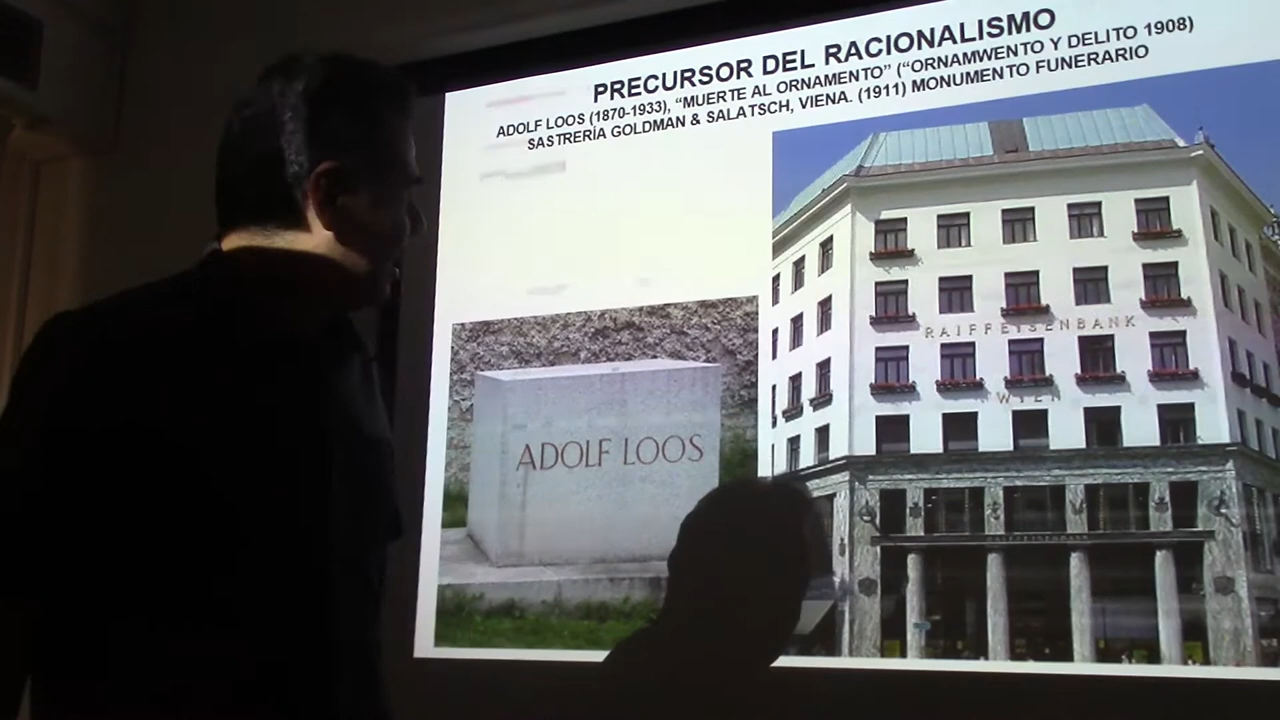 PRECURSOR DEL RACIONALISMO
ADOLF LOOS (1870-1933), “MUERTE AL ORNAMENTO” (“ORNAMWENTO Y DELITO 1908)
SASTRERÍA GOLDMAN & SALATSCH, VIENA. (1911) MONUMENTO FUNERARIO
RAIFFEISENBANK
WIEN
ADOLF LOOS
RAIFFEISENBANK